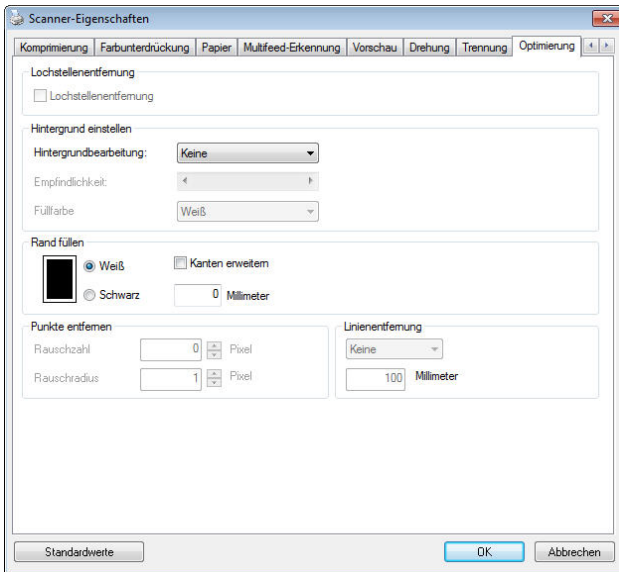 Scanner-Eigenschaften
Komprimierung Farbunterdrückung Papier Multifeed-Erkennung Vorschau Drehung Trennung Optimierung
Lochstellenentfernung
Lochstellenentfernung
Hintergrund einstellen
Hintergrundbearbeitung: Keine
Empfindlichkeit:
Füllfarbe Weiß
Rand füllen
Weiß Kanten erweitern
Schwarz 0 Millimeter
Punkte entfernen Linienentfernung
Rauschzahl 0 Pixel Keine
Rauschradius 1 Pixel 100 Millimeter
Standardwerte OK Abbrechen